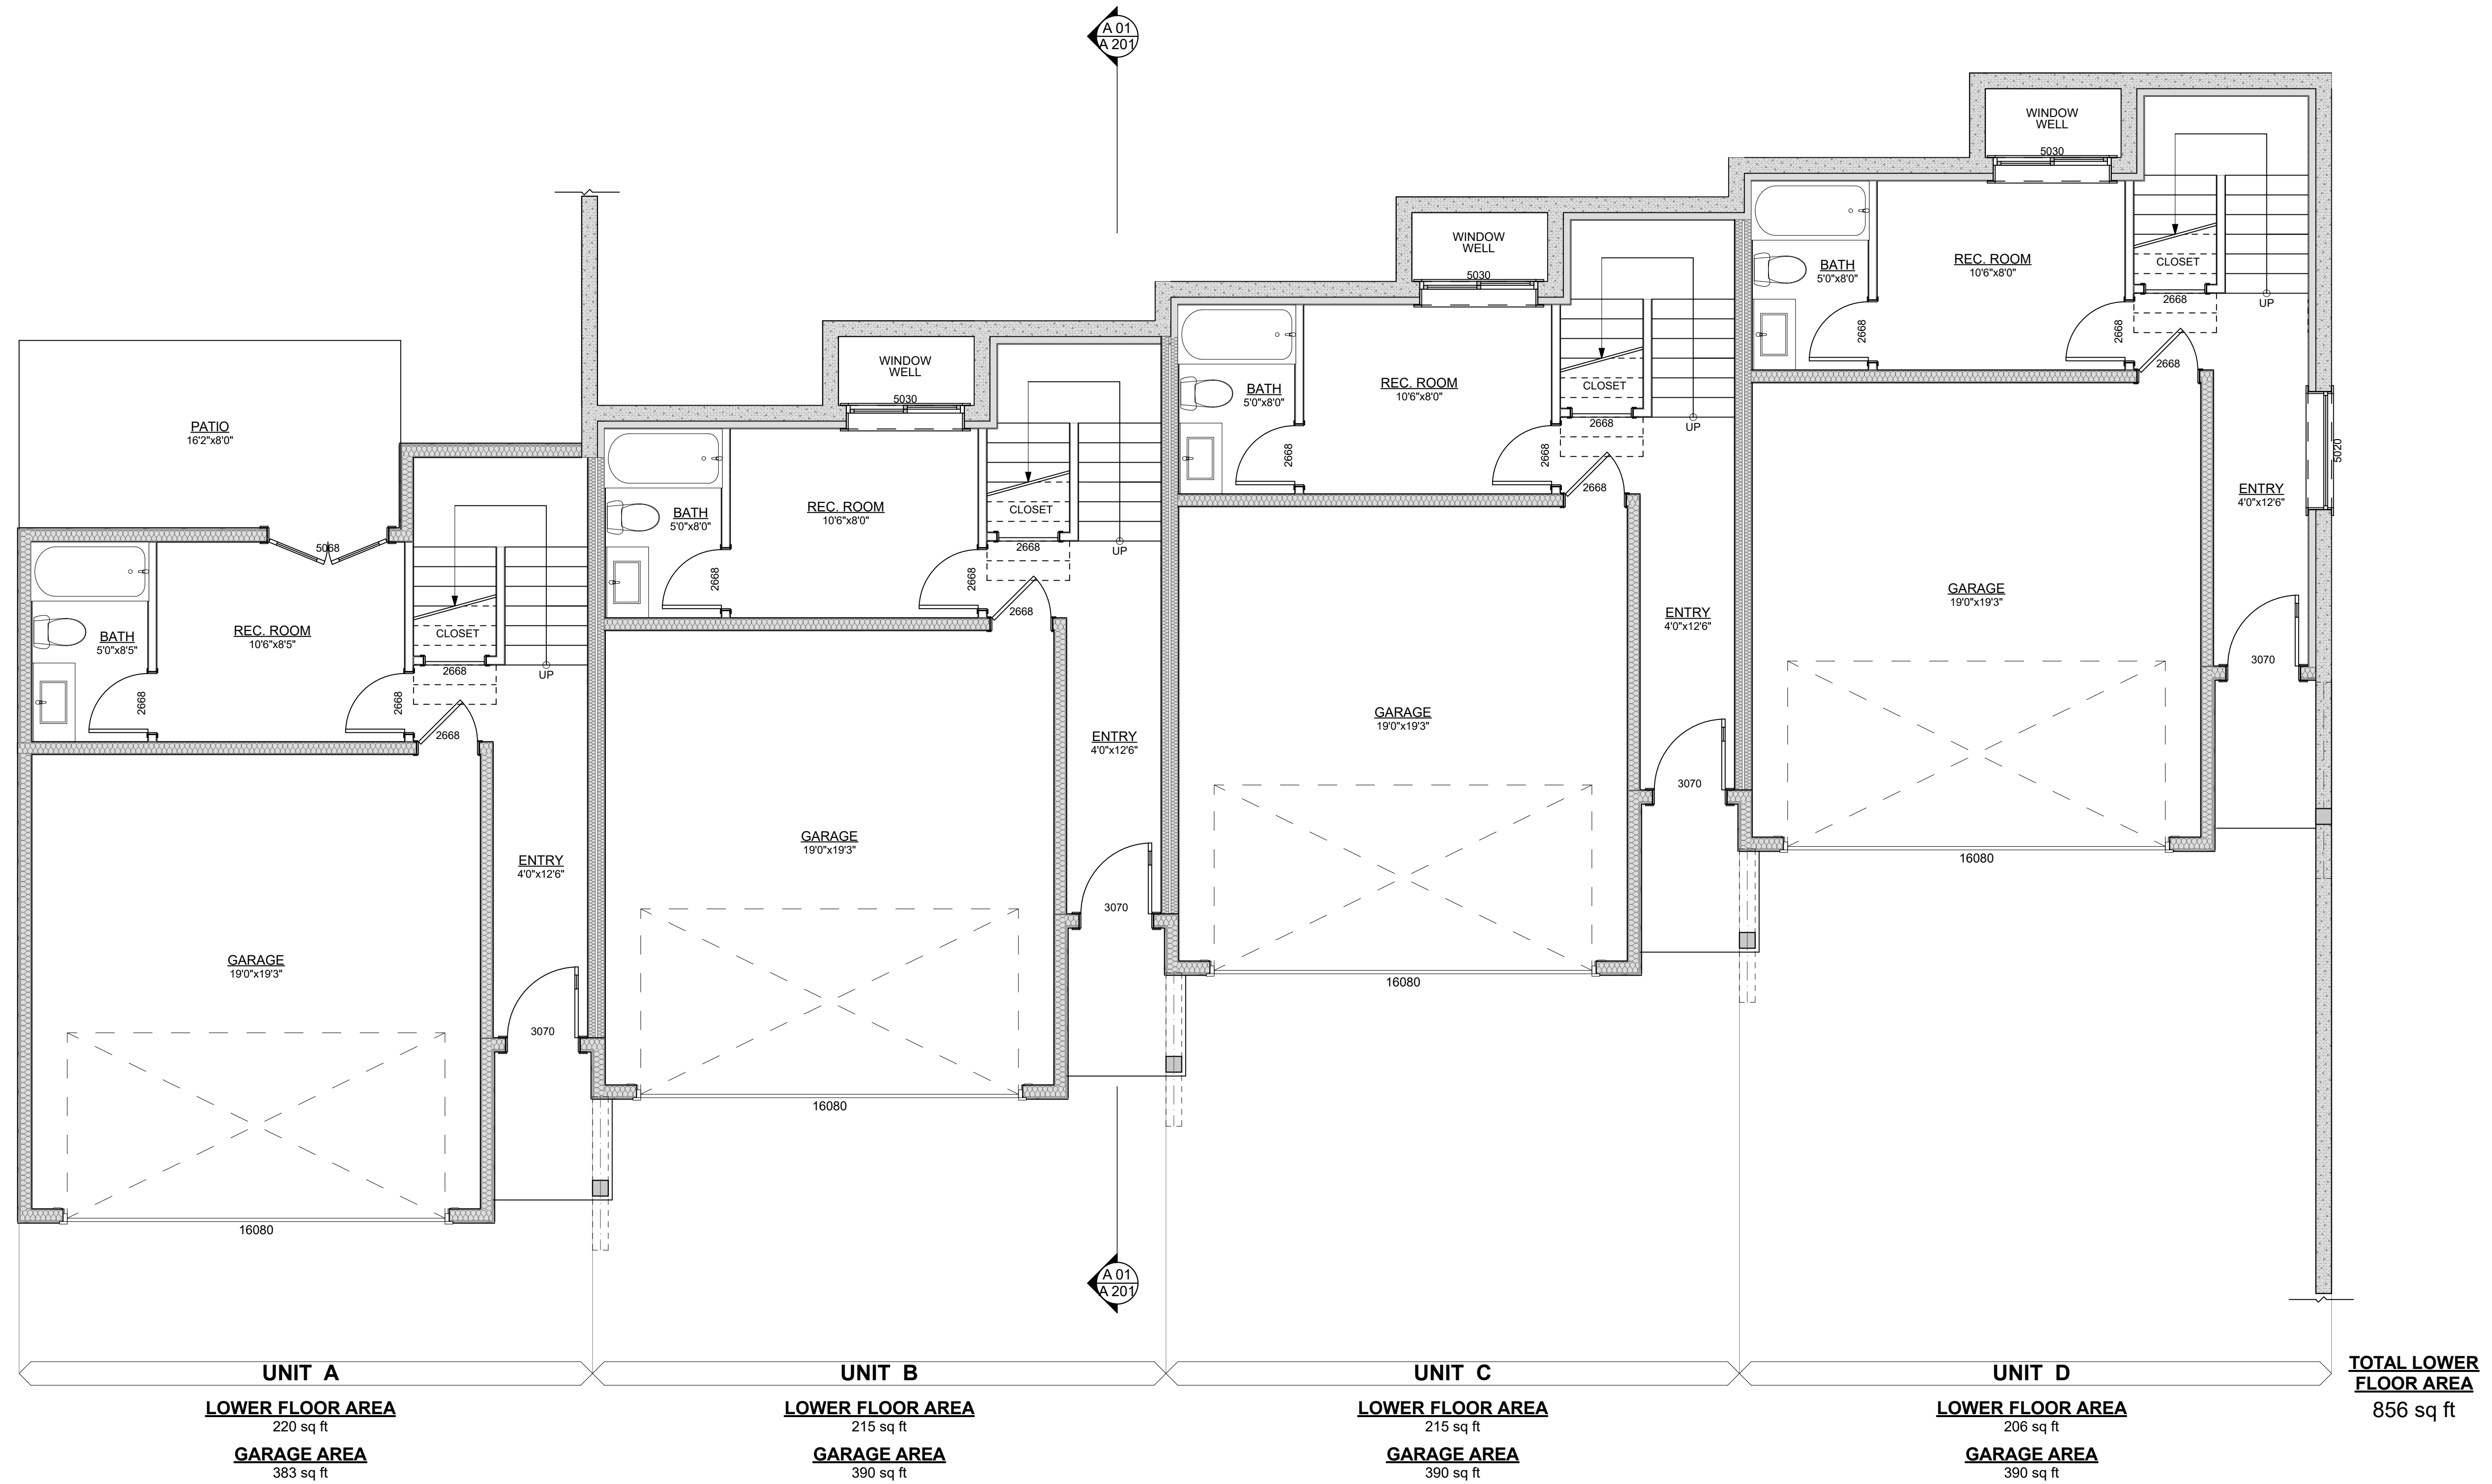 A 01
A 201
WINDOW
WELL
5030
REC. ROOM
10'6"x8'0"
BATH
5'0"x8'0"
CLOSET
2668
UP
2668
2668
2668
5020
ENTRY
4'0"x12'6"
GARAGE
19'0"x19'3"
3070
16080
WINDOW
WELL
5030
REC. ROOM
10'6"x8'0"
BATH
5'0"x8'0"
CLOSET
2668
UP
2668
2668
2668
ENTRY
4'0"x12'6"
GARAGE
19'0"x19'3"
3070
16080
WINDOW
WELL
5030
REC. ROOM
10'6"x8'0"
BATH
5'0"x8'0"
CLOSET
2668
UP
2668
2668
2668
ENTRY
4'0"x12'6"
GARAGE
19'0"x19'3"
3070
16080
PATIO
16'2"x8'0"
5068
REC. ROOM
10'6"x8'5"
BATH
5'0"x8'5"
CLOSET
2668
UP
2668
2668
2668
ENTRY
4'0"x12'6"
GARAGE
19'0"x19'3"
3070
16080
A 01
A 201
UNIT A
LOWER FLOOR AREA
220 sq ft
GARAGE AREA
383 sq ft
UNIT B
LOWER FLOOR AREA
215 sq ft
GARAGE AREA
390 sq ft
UNIT C
LOWER FLOOR AREA
215 sq ft
GARAGE AREA
390 sq ft
UNIT D
LOWER FLOOR AREA
206 sq ft
GARAGE AREA
390 sq ft
TOTAL LOWER
FLOOR AREA
856 sq ft